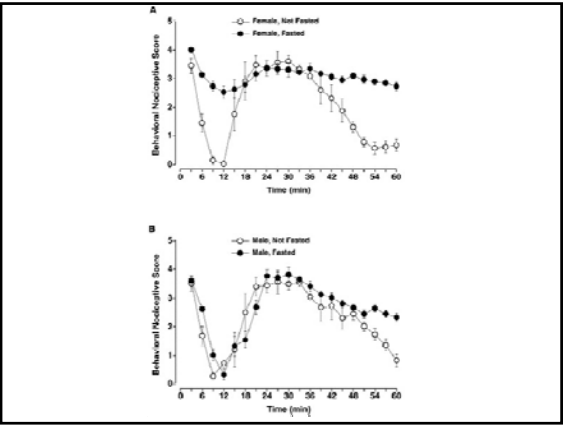 A
Female, Not Fasted
Female, Fasted
5
4
3
2
1
0
Behavioral Nociceptive Score
0 6 12 18 24 30 36 42 48 54 60
Time (min)
B
Male, Not Fasted
Male, Fasted
5
4
3
2
1
0
Behavioral Nociceptive Score
0 6 12 18 24 30 36 42 48 54 60
Time (min)